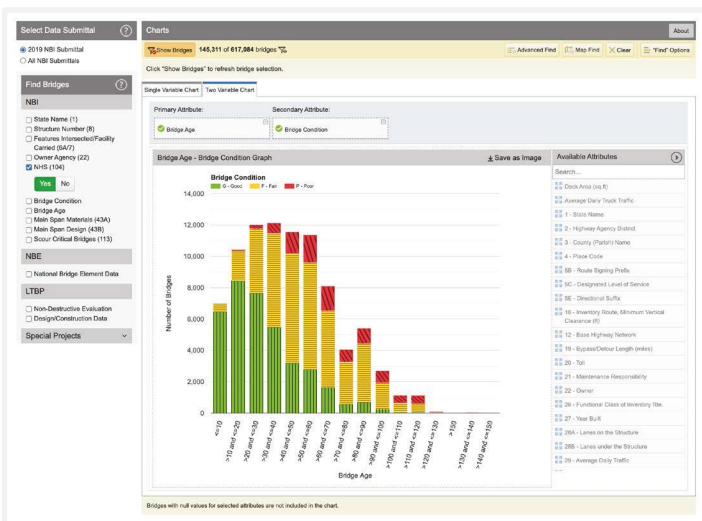 Select Data Submittal
2019 NBI Submittal
All NBI Submittals
Find Bridges
NBI
State Name (1)
Structure Number (8)
Features Intersected/Facility
Carried (6A/7)
Owner Agency (22)
NHS (104)
Yes No
Bridge Condition
Bridge Age
Main Span Materials (43A)
Main Span Design (43B)
Scour Critical Bridges (113)
NBE
National Bridge Element Data
LTBP
Non-Destructive Evaluation
Design/Construction Data
Special Projects
Charts
About
Show Bridges 145,311 of 617,084 bridges
Advanced Find Map Find Clear "Find" Options
Click "Show Bridges" to refresh bridge selection.
Single Variable Chart Two Variable Chart
Primary Attribute: Secondary Attribute:
Bridge Age Bridge Condition
Bridge Age - Bridge Condition Graph
Save as Image
Bridge Condition
G - Good F - Fair P - Poor
14,000
12,000
10,000
8,000
6,000
4,000
2,000
0
Number of Bridges
<=10
>10 and <=20
>20 and <=30
>30 and <=40
>40 and <=50
>50 and <=60
>60 and <=70
>70 and <=80
>80 and <=90
>90 and <=100
>100 and <=110
>110 and <=120
>120 and <=130
>150
>130 and <=140
>140 and <=150
Bridge Age
Available Attributes
Search...
Deck Area (sq.ft)
Average Daily Truck Traffic
1 - State Name
2 - Highway Agency District
3 - County (Parish) Name
4 - Place Code
5B - Route Signing Prefix
5C - Designated Level of Service
5E - Directional Suffix
10 - Inventory Route, Minimum Vertical
Clearance (ft)
12 - Base Highway Network
19 - Bypass/Detour Length (miles)
20 - Toll
21 - Maintenance Responsibility
22 - Owner
26 - Functional Class of Inventory Rte.
27 - Year Built
28A - Lanes on the Structure
28B - Lanes under the Structure
29 - Average Daily Traffic
Bridges with null values for selected attributes are not included in the chart.